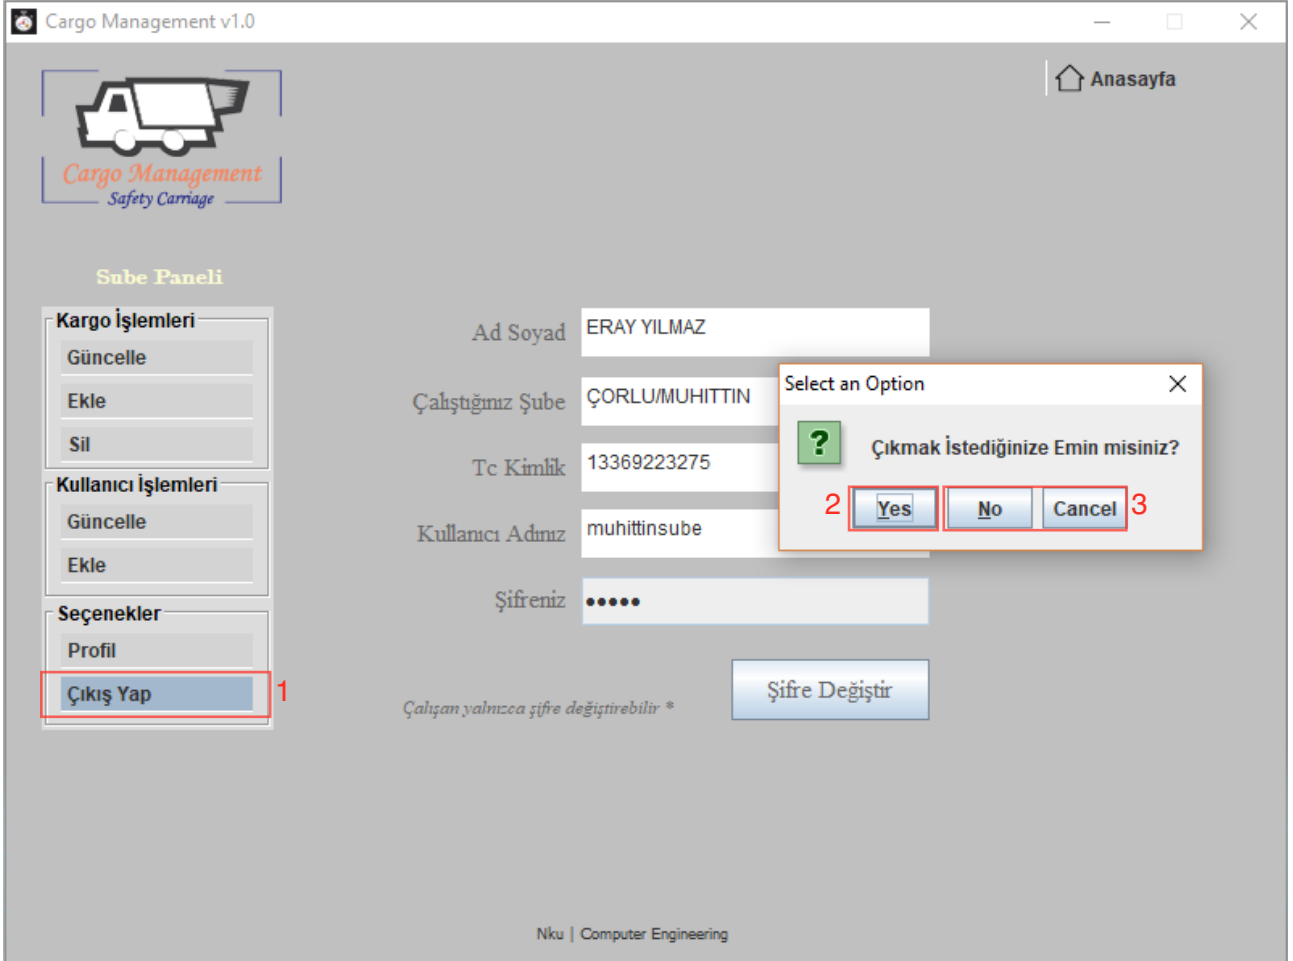 Cargo Management v1.0
Anasayfa
Cargo Management
Safety Carriage
Sube Paneli
Kargo İşlemleri
Güncelle
Ekle
Sil
Kullanıcı İşlemleri
Güncelle
Ekle
Seçenekler
Profil
Çıkış Yap
1
Ad Soyad
ERAY YILMAZ
Çalıştığınız Şube
ÇORLU/MUHITTIN
Tc Kimlik
13369223275
Kullanıcı Adınız
muhittinsube
Şifreniz
•••••
Çalışan yalnızca şifre değiştirebilir *
Şifre Değiştir
Select an Option
?
Çıkmak İstediğinize Emin misiniz?
2
Yes
No
Cancel
3
Nku | Computer Engineering